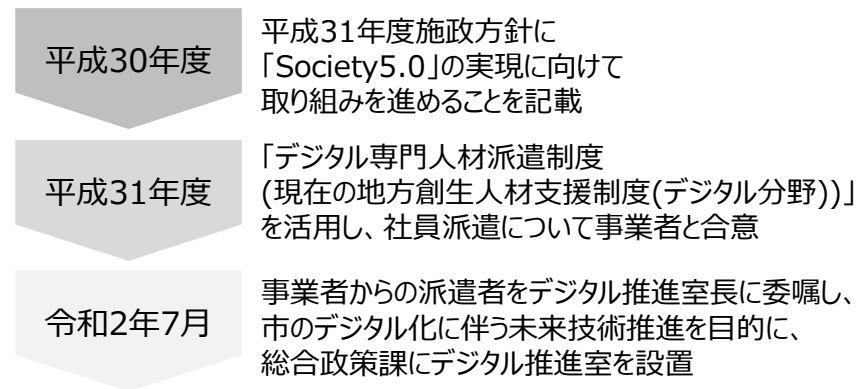 平成30年度
平成31年度施政方針に
「Society5.0」の実現に向けて
取り組みを進めることを記載
平成31年度
「デジタル専門人材派遣制度
(現在の地方創生人材支援制度(デジタル分野))」
を活用し、社員派遣について事業者と合意
令和2年7月
事業者からの派遣者をデジタル推進室長に委嘱し、
市のデジタル化に伴う未来技術推進を目的に、
総合政策課にデジタル推進室を設置